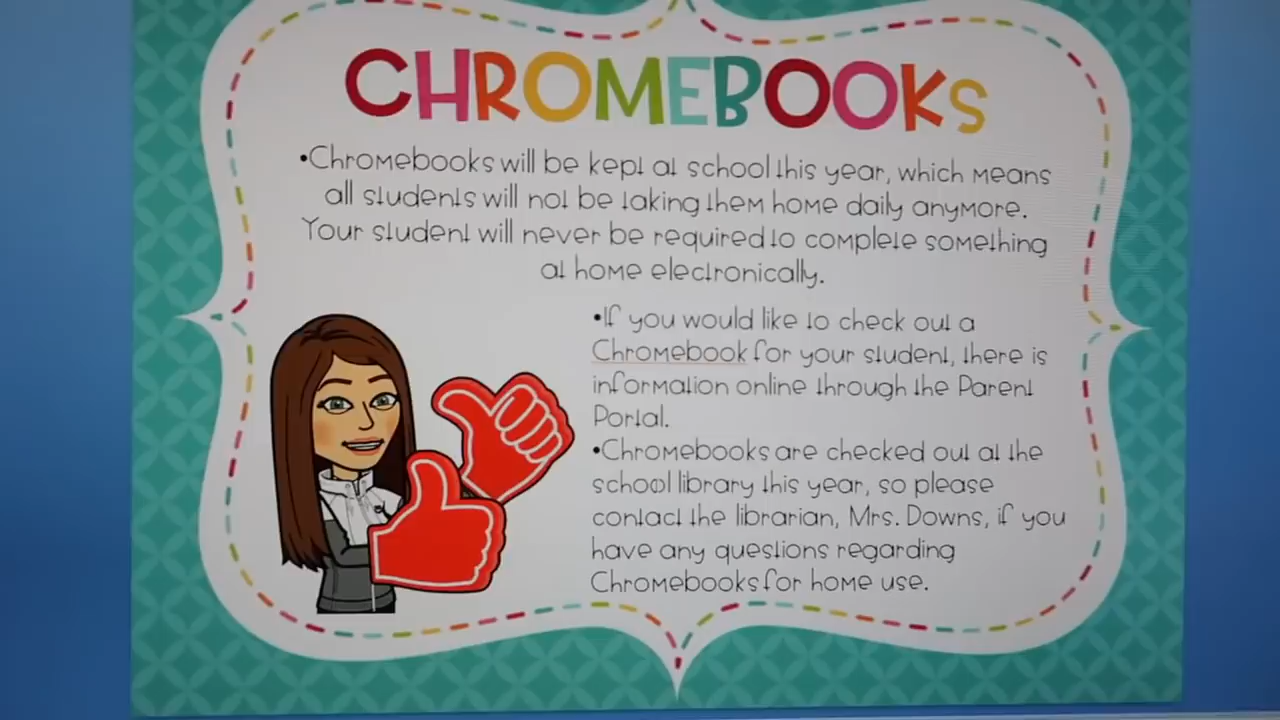 CHROMEBOOKS
•Chromebooks will be kept at school this year, which means
all students will not be taking them home daily anymore.
Your student will never be required to complete something
at home electronically.
•If you would like to check out a
Chromebook for your student, there is
information online through the Parent
Portal.
•Chromebooks are checked out at the
school library this year, so please
contact the librarian, Mrs. Downs, if you
have any questions regarding
Chromebooks for home use.